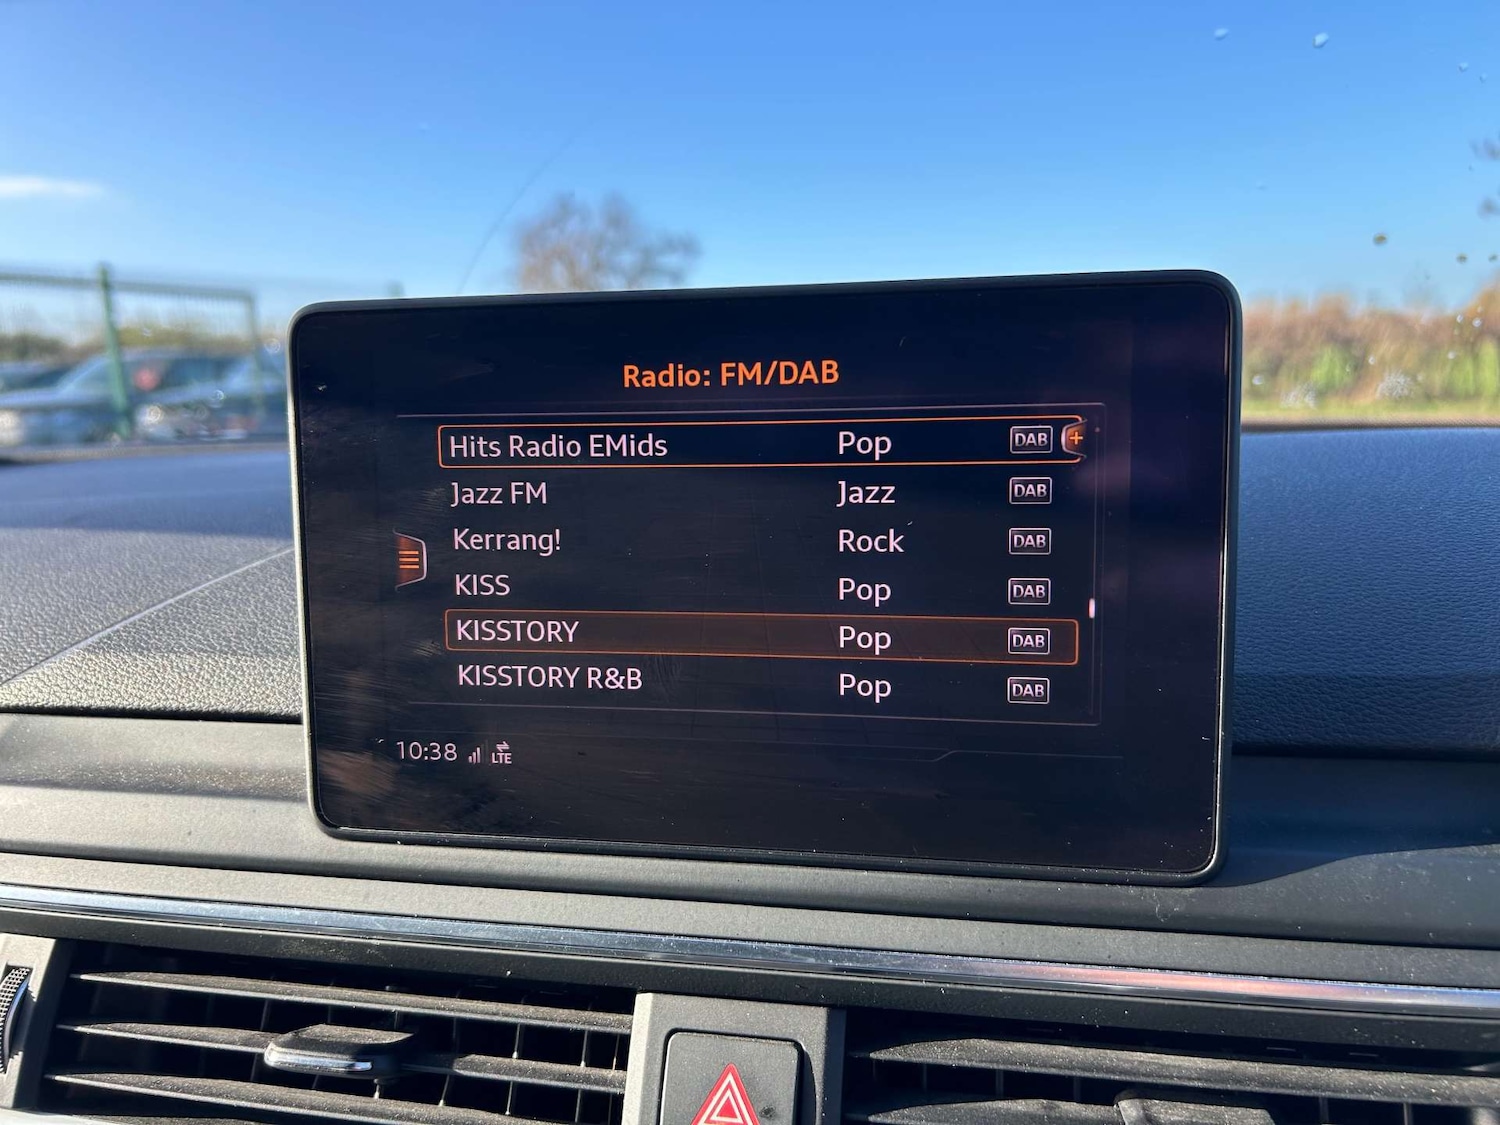 Radio: FM/DAB
Hits Radio EMids Pop DAB +
Jazz FM Jazz DAB
Kerrang! Rock DAB
KISS Pop DAB
KISSTORY Pop DAB
KISSTORY R&B Pop DAB
10:38 LTE